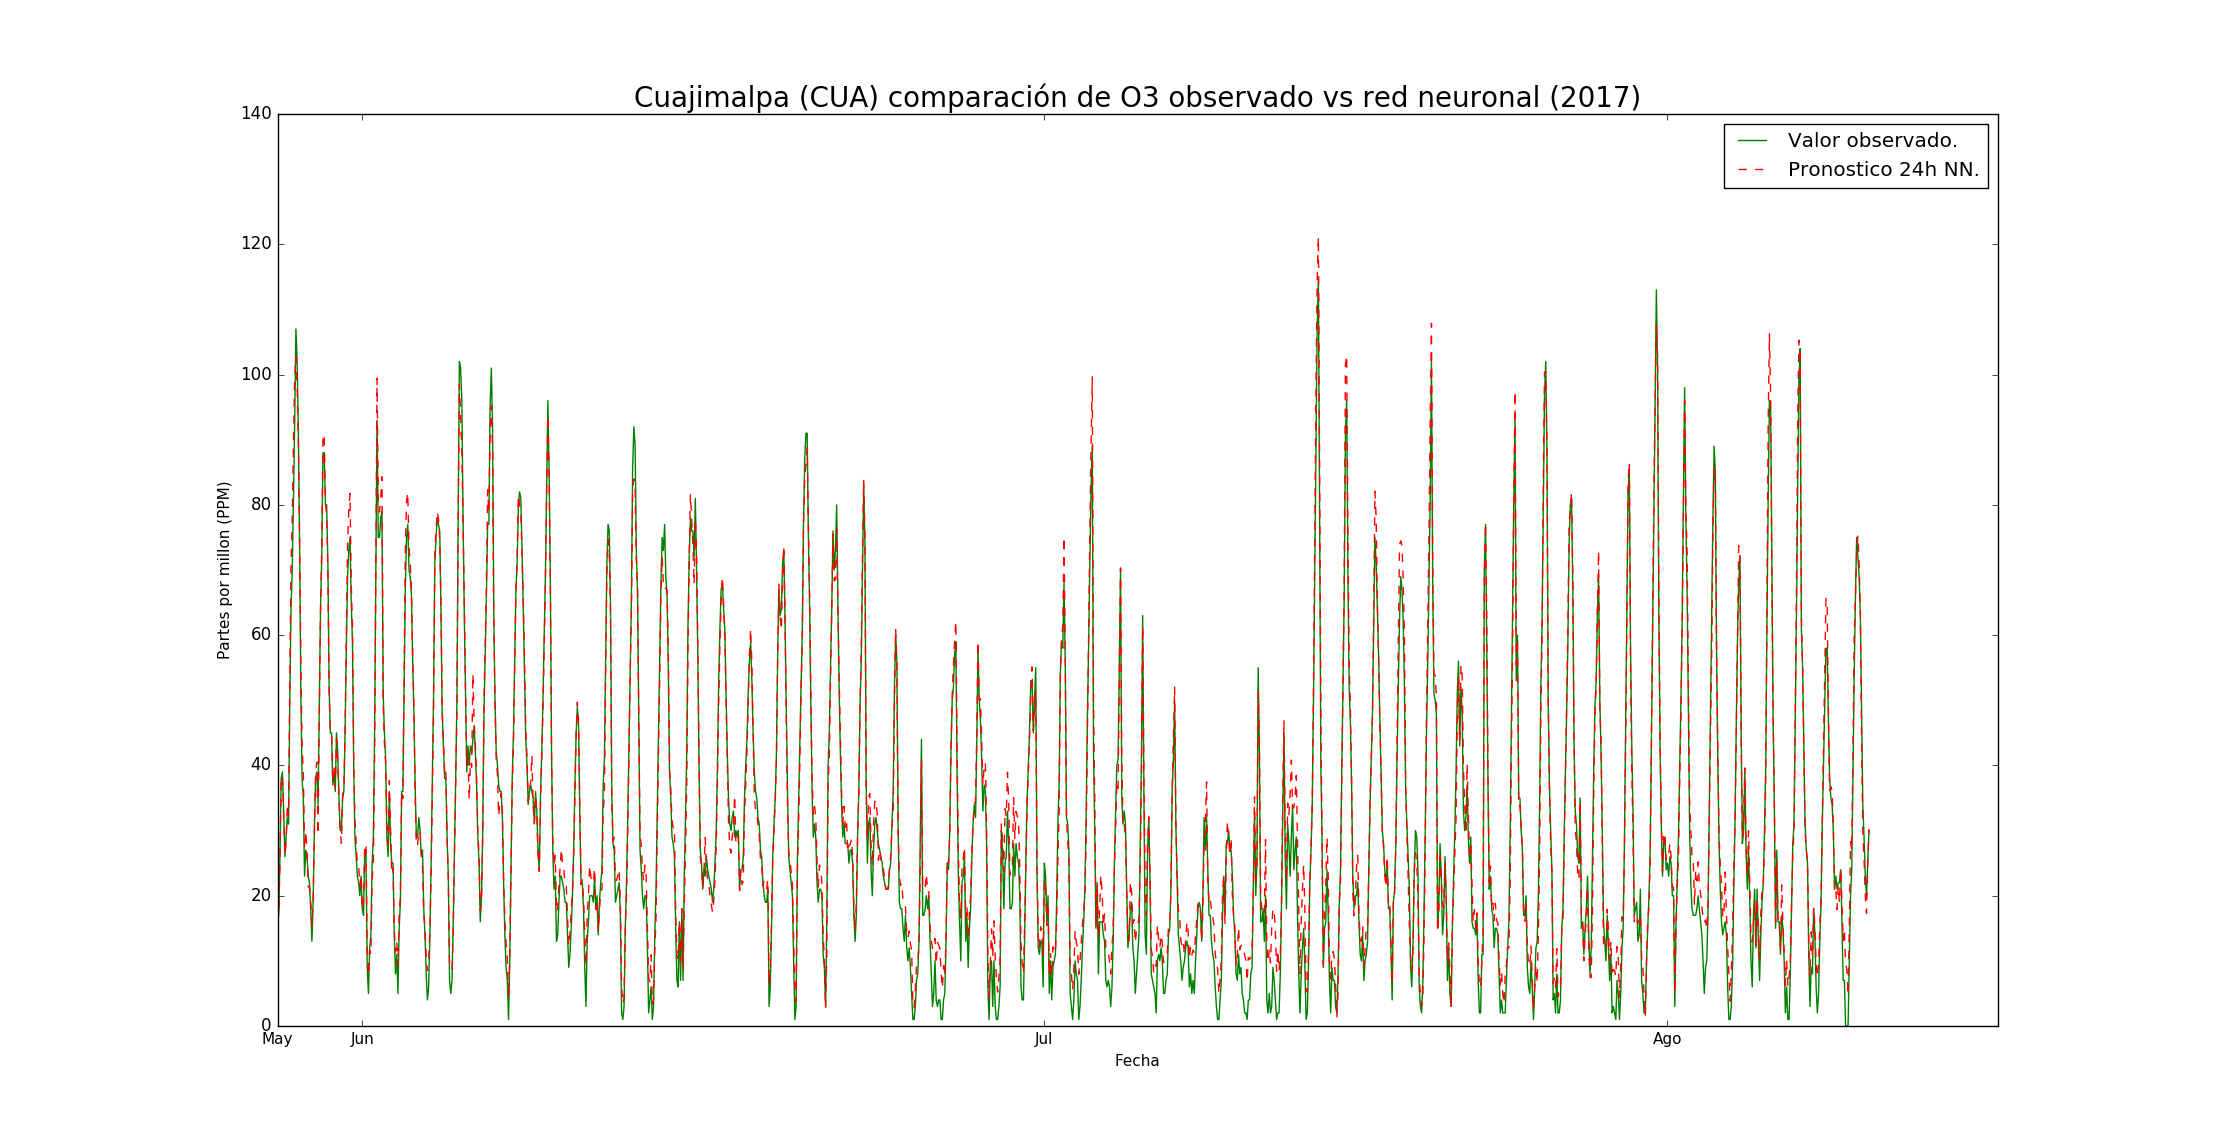 Cuajimalpa (CUA) comparación de O3 observado vs red neuronal (2017)
Valor observado.
Pronostico 24h NN.
Partes por millon (PPM)
140
120
100
80
60
40
20
0
May Jun Jul Ago
Fecha